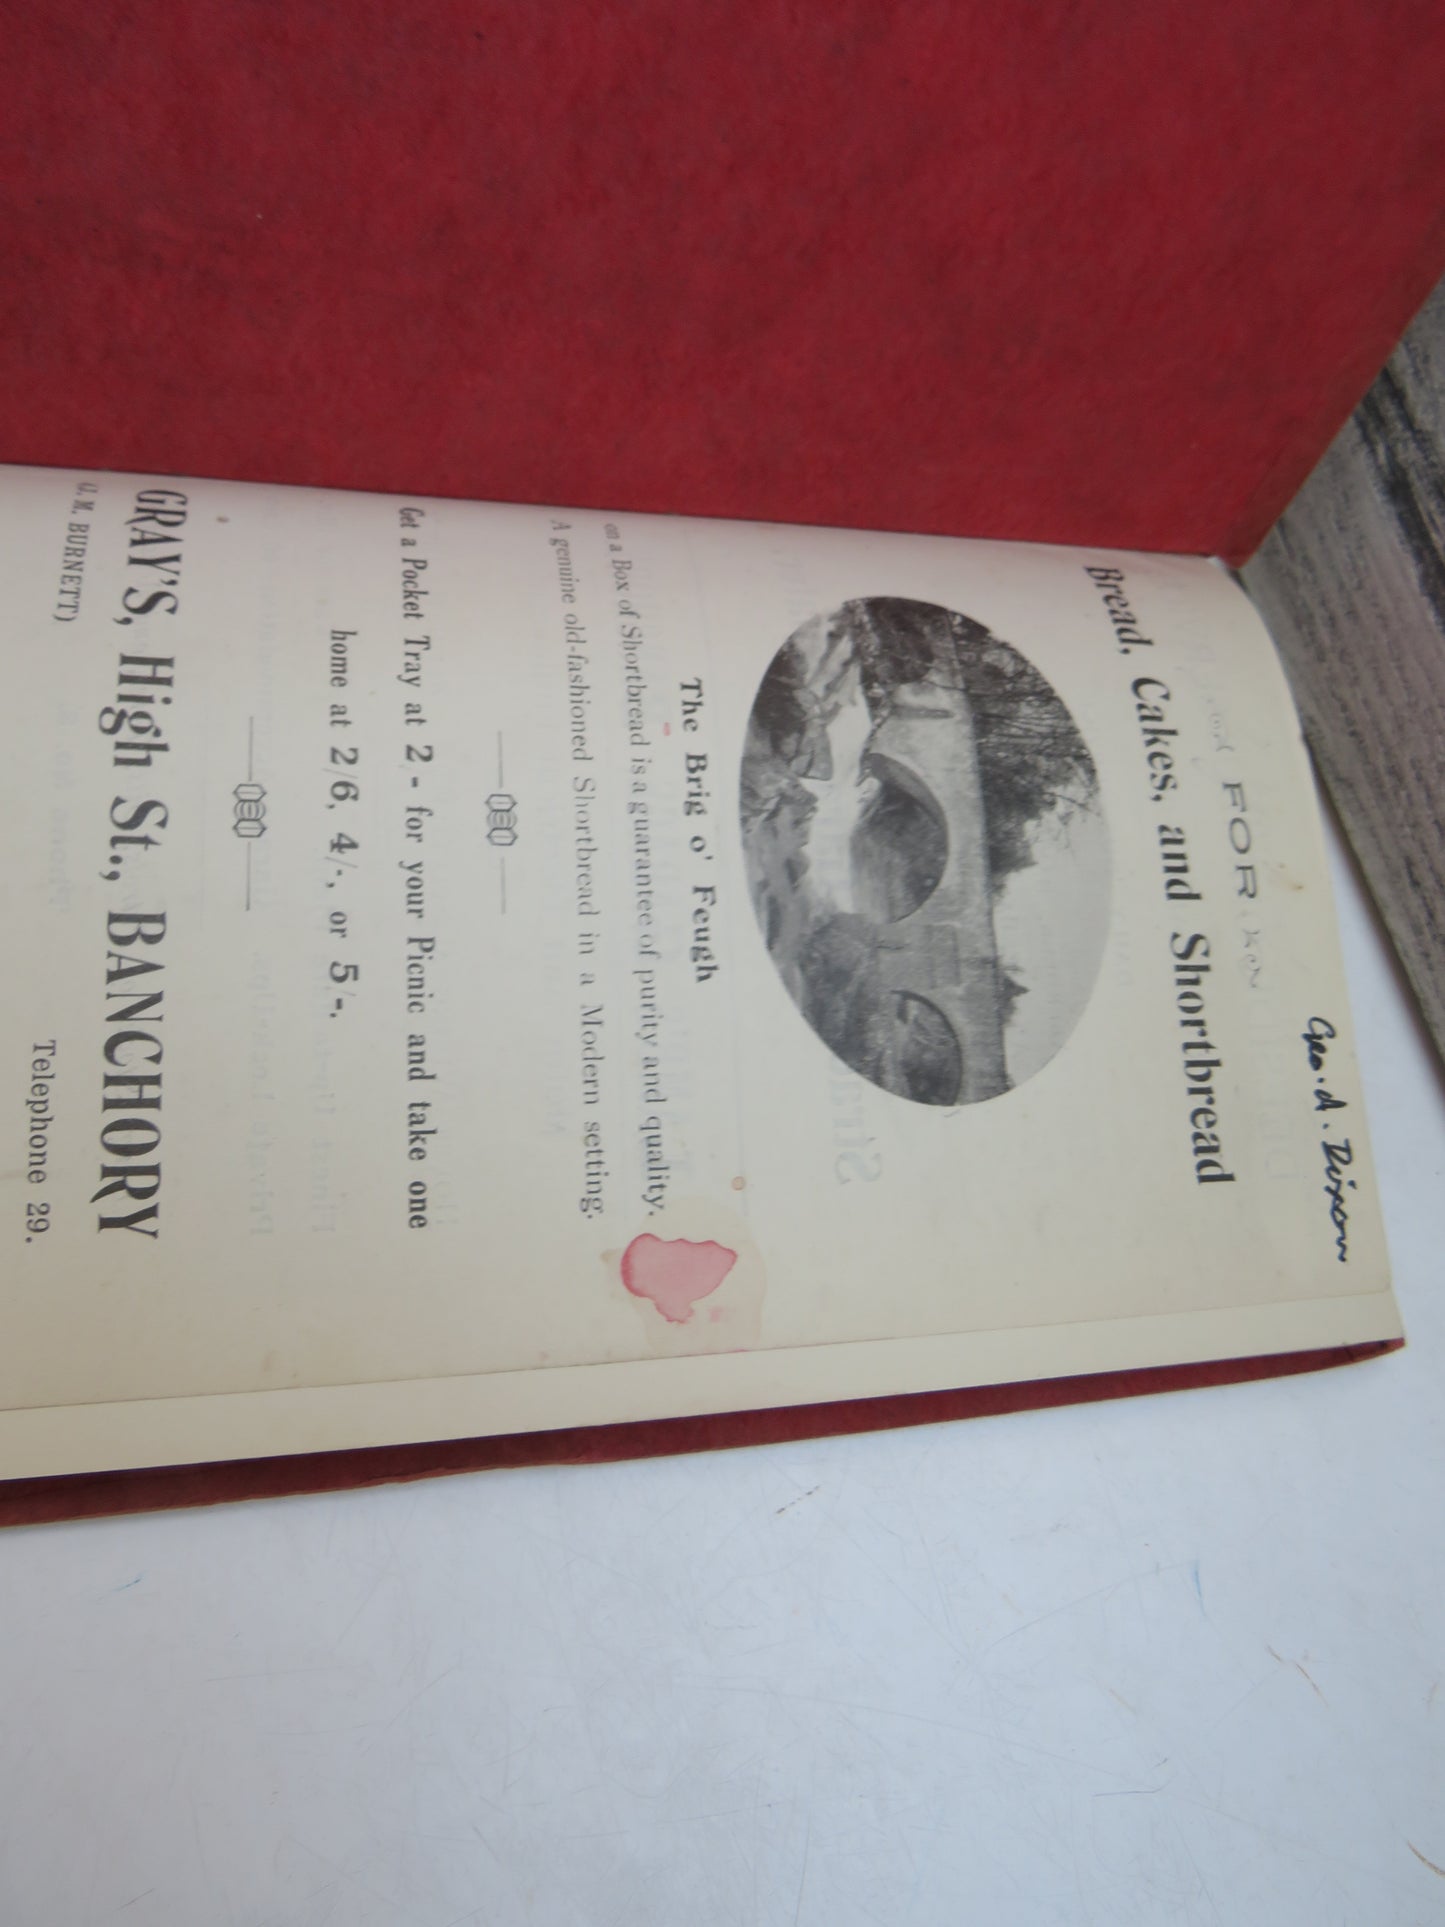 Geo. A. Dixon
FOR
Bread, Cakes, and Shortbread
The Brig o' Feugh
on a Box of Shortbread is a guarantee of purity and quality.
A genuine old-fashioned Shortbread in a Modern setting.
Get a Pocket Tray at 2 - for your Picnic and take one
home at 2/6, 4/-, or 5/-.
GRAY'S, High St., BANCHORY
(J. M. BURNETT)
Telephone 29.